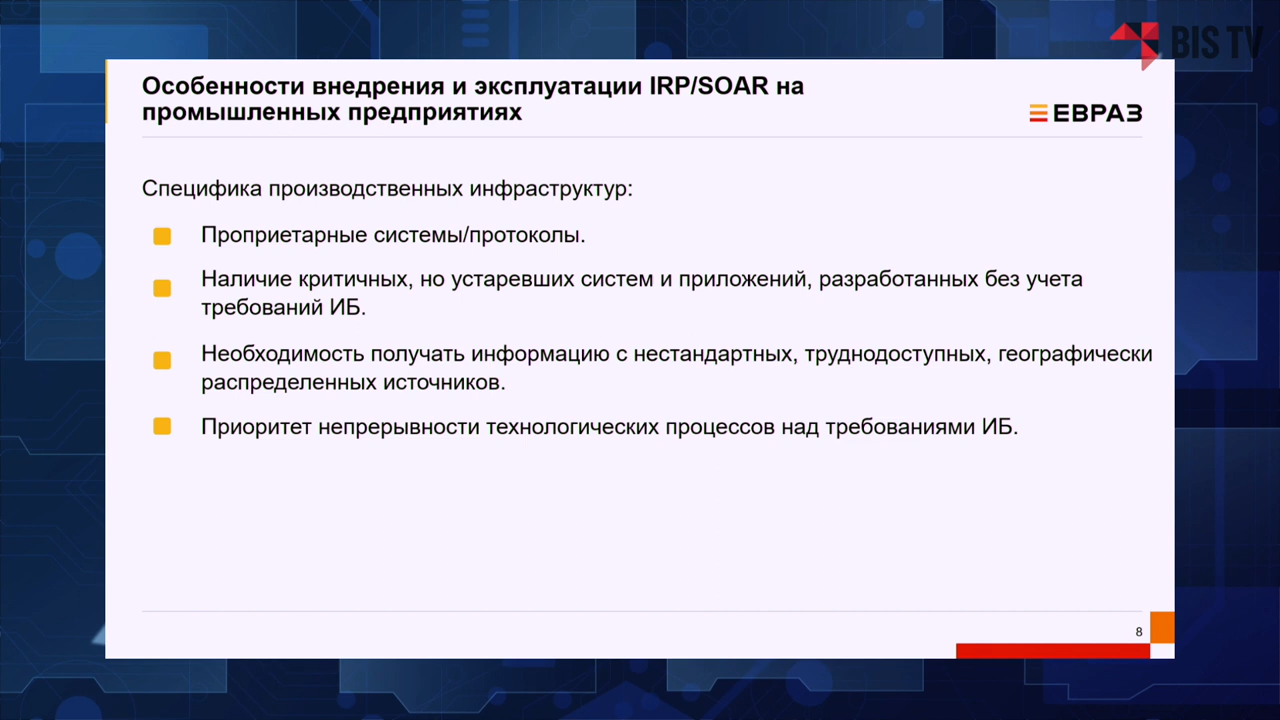 BIS TV
Особенности внедрения и эксплуатации IRP/SOAR на
промышленных предприятиях
ЕВРАЗ
Специфика производственных инфраструктур:
Проприетарные системы/протоколы.
Наличие критичных, но устаревших систем и приложений, разработанных без учета
требований ИБ.
Необходимость получать информацию с нестандартных, труднодоступных, географически
распределенных источников.
Приоритет непрерывности технологических процессов над требованиями ИБ.
8